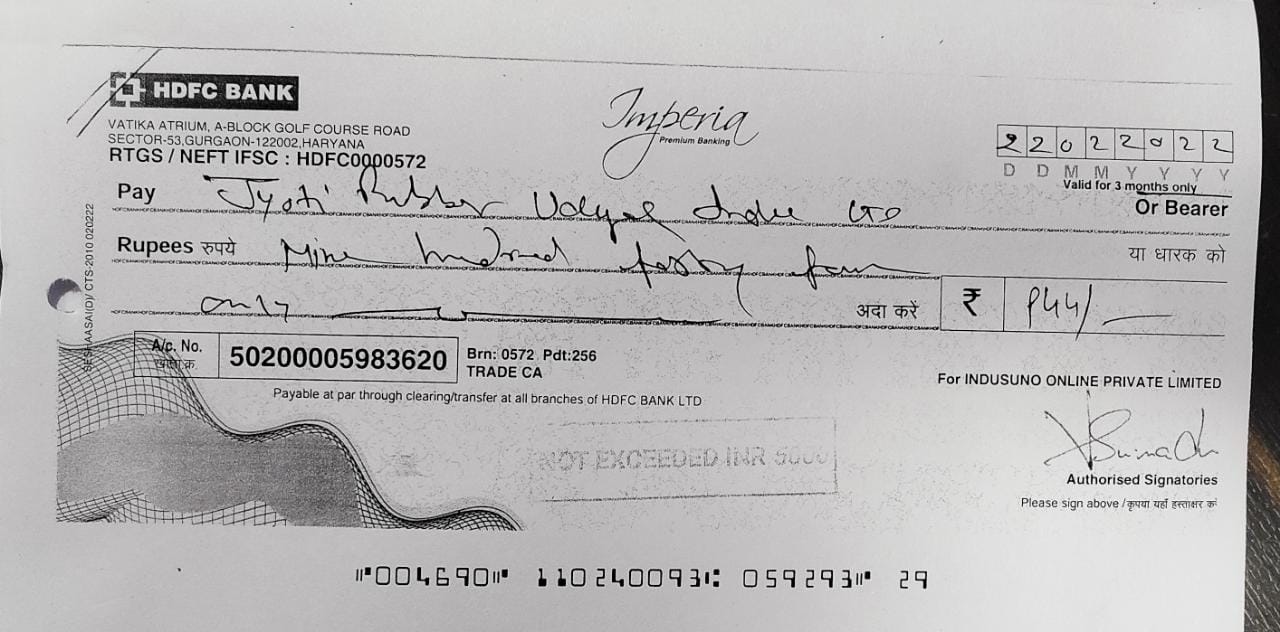 HDFC BANK
VATIKA ATRIUM, A-BLOCK GOLF COURSE ROAD
SECTOR-53,GURGAON-122002,HARYANA
RTGS / NEFT IFSC : HDFC0000572
Imperia
Premium Banking
22022022
D D M M Y Y Y Y
Valid for 3 months only
Pay Jyoti Rubber Udyog India LTD
Or Bearer
Rupees रुपये Nine hundred forty four
या धारक को
only
अदा करें ₹ 944/
A/c. No. 50200005983620 Brn: 0572 Pdt:256
खाता क्र. TRADE CA
Payable at par through clearing/transfer at all branches of HDFC BANK LTD
For INDUSUNO ONLINE PRIVATE LIMITED
NOT EXCEEDED INR 5000
Authorised Signatories
Please sign above / कृपया यहाँ हस्ताक्षर क
CTS-2010 020222
⑈004690⑈ 110240093⑆ 059293⑈ 29